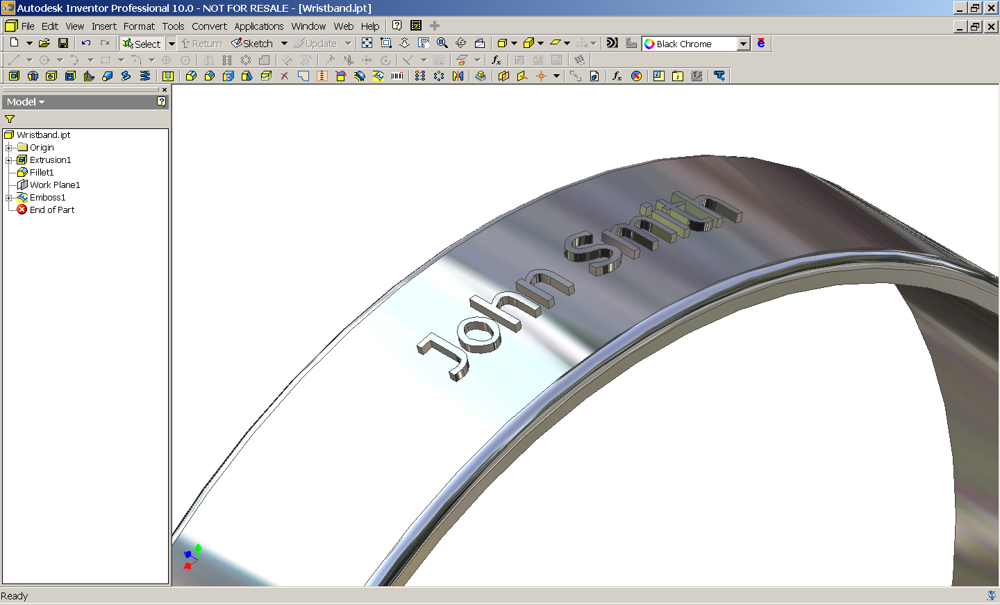 Autodesk Inventor Professional 10.0 - NOT FOR RESALE - [Wristband.ipt]
File Edit View Insert Format Tools Convert Applications Window Web Help
Select Return Sketch Update Black Chrome
Model
Wristband.ipt
Origin
Extrusion1
Fillet1
Work Plane1
Emboss1
End of Part
John Smith
Ready